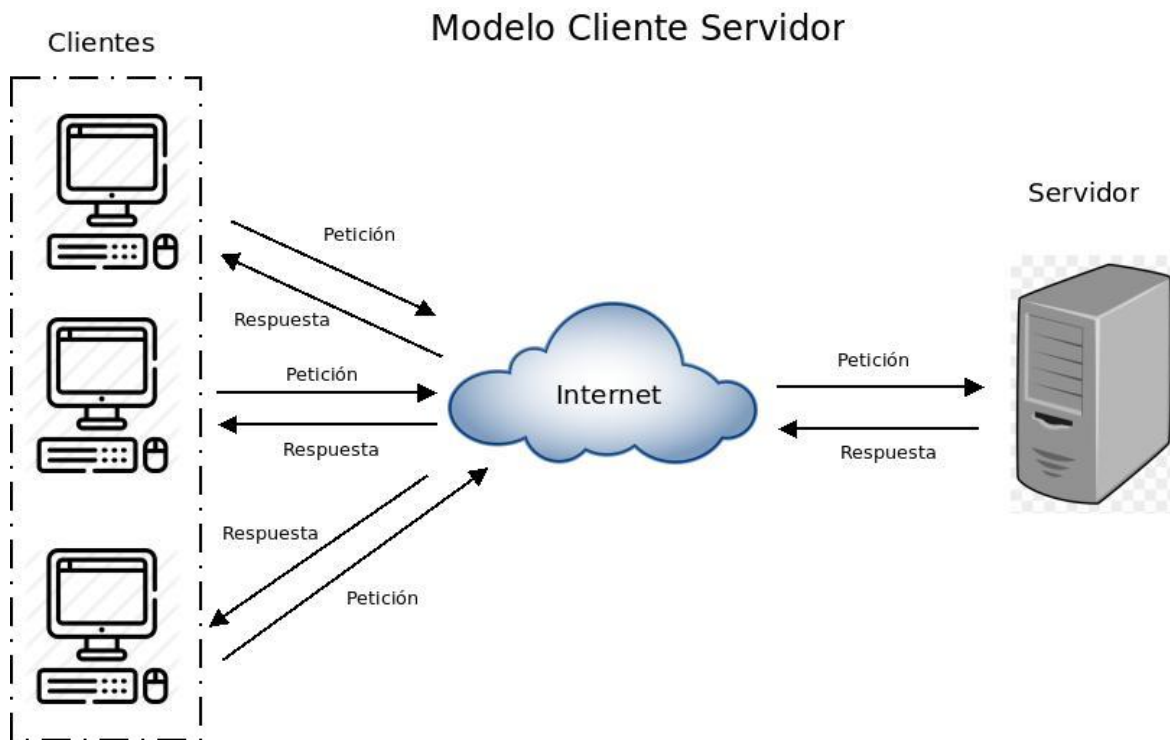 Modelo Cliente Servidor
Clientes
Servidor
Petición
Respuesta
Petición
Respuesta
Respuesta
Petición
Internet
Petición
Respuesta